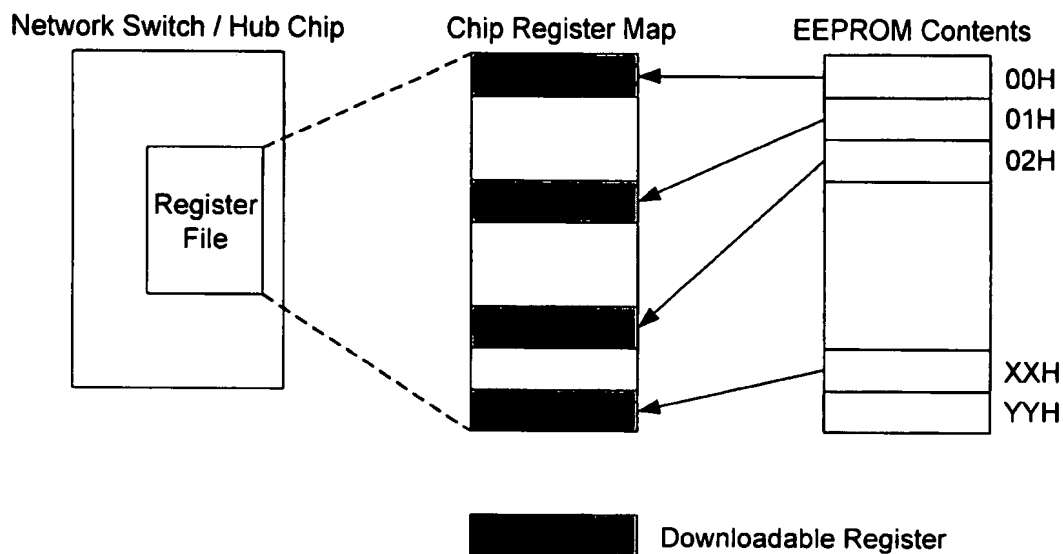 Network Switch / Hub Chip
Chip Register Map
EEPROM Contents
Register
File
00H
01H
02H
XXH
YYH
Downloadable Register